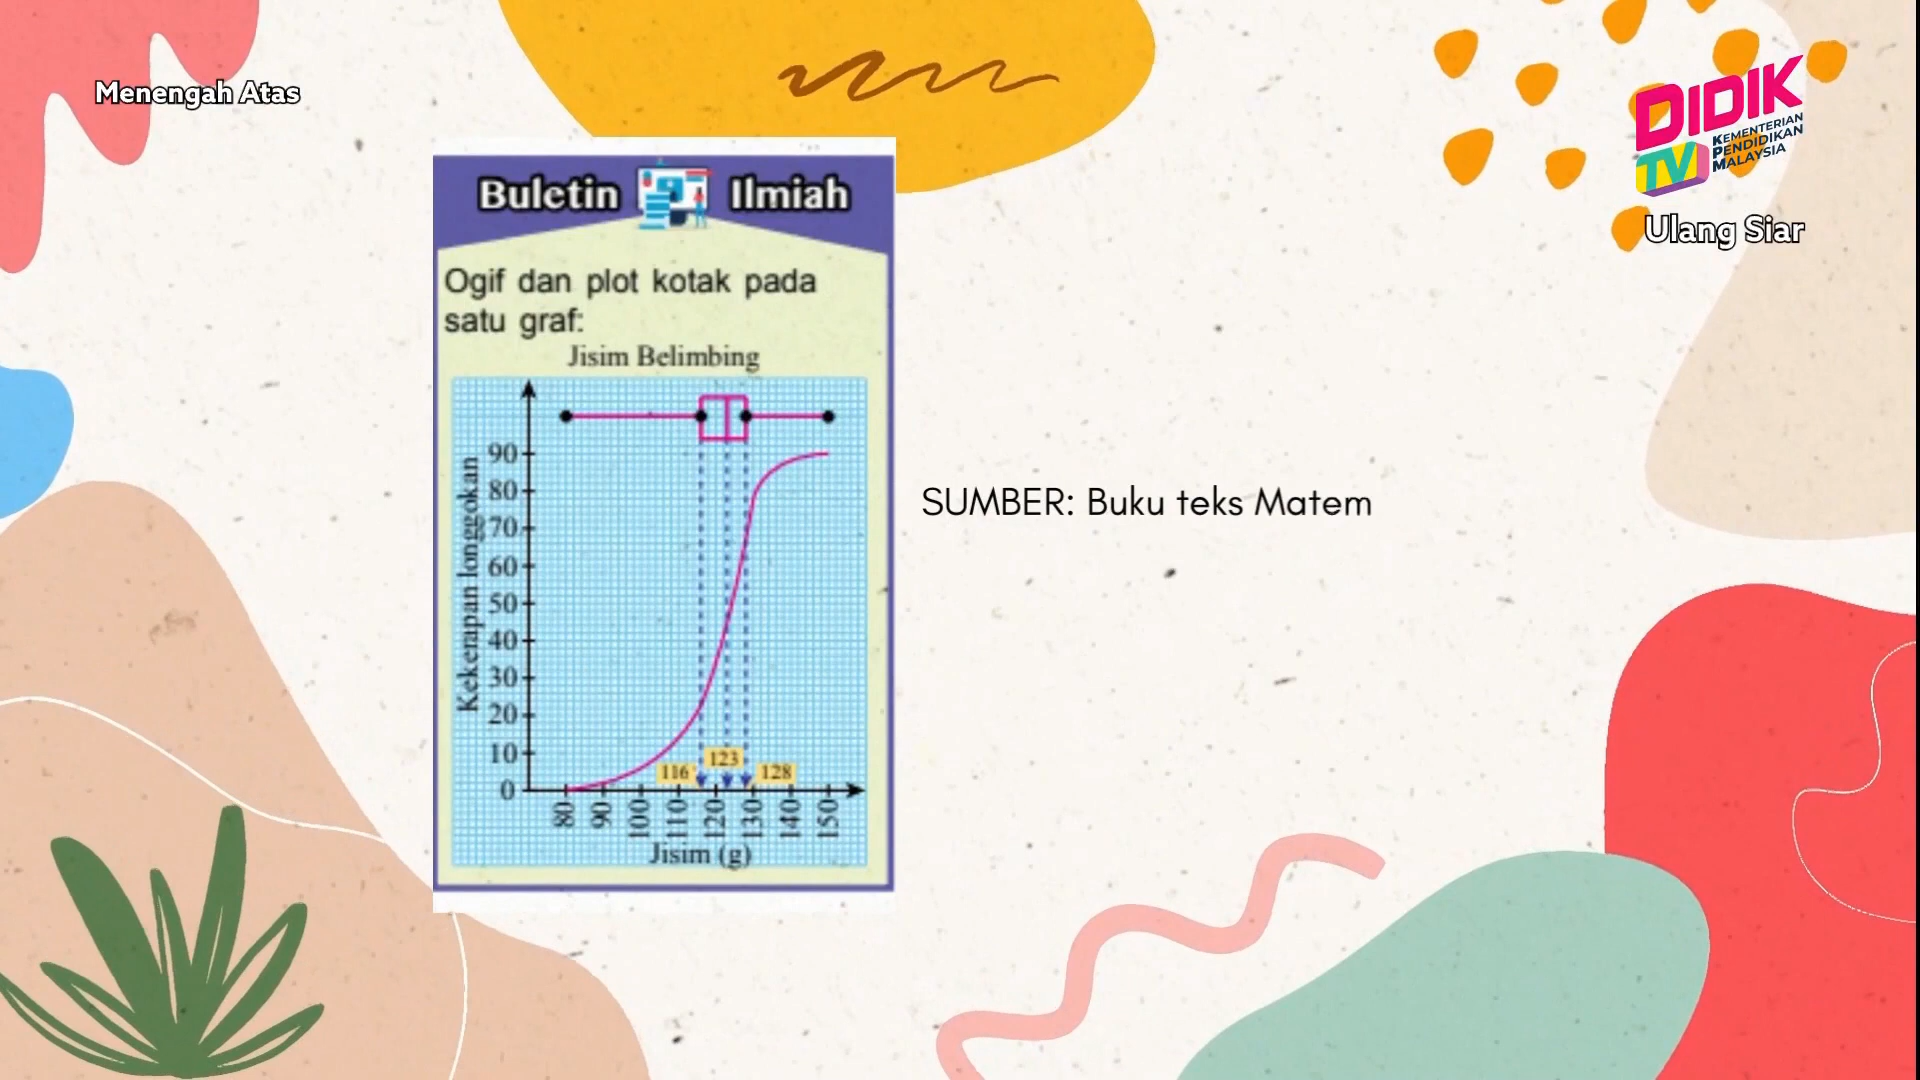 Menengah Atas
DIDIK
TV
KEMENTERIAN
PENDIDIKAN
MALAYSIA
Ulang Siar
Buletin Ilmiah
Ogif dan plot kotak pada
satu graf:
Jisim Belimbing
Kekerapan longgokan
90
80
70
60
50
40
30
20
10
0
116 123 128
80 90 100 110 120 130 140 150
Jisim (g)
SUMBER: Buku teks Matem